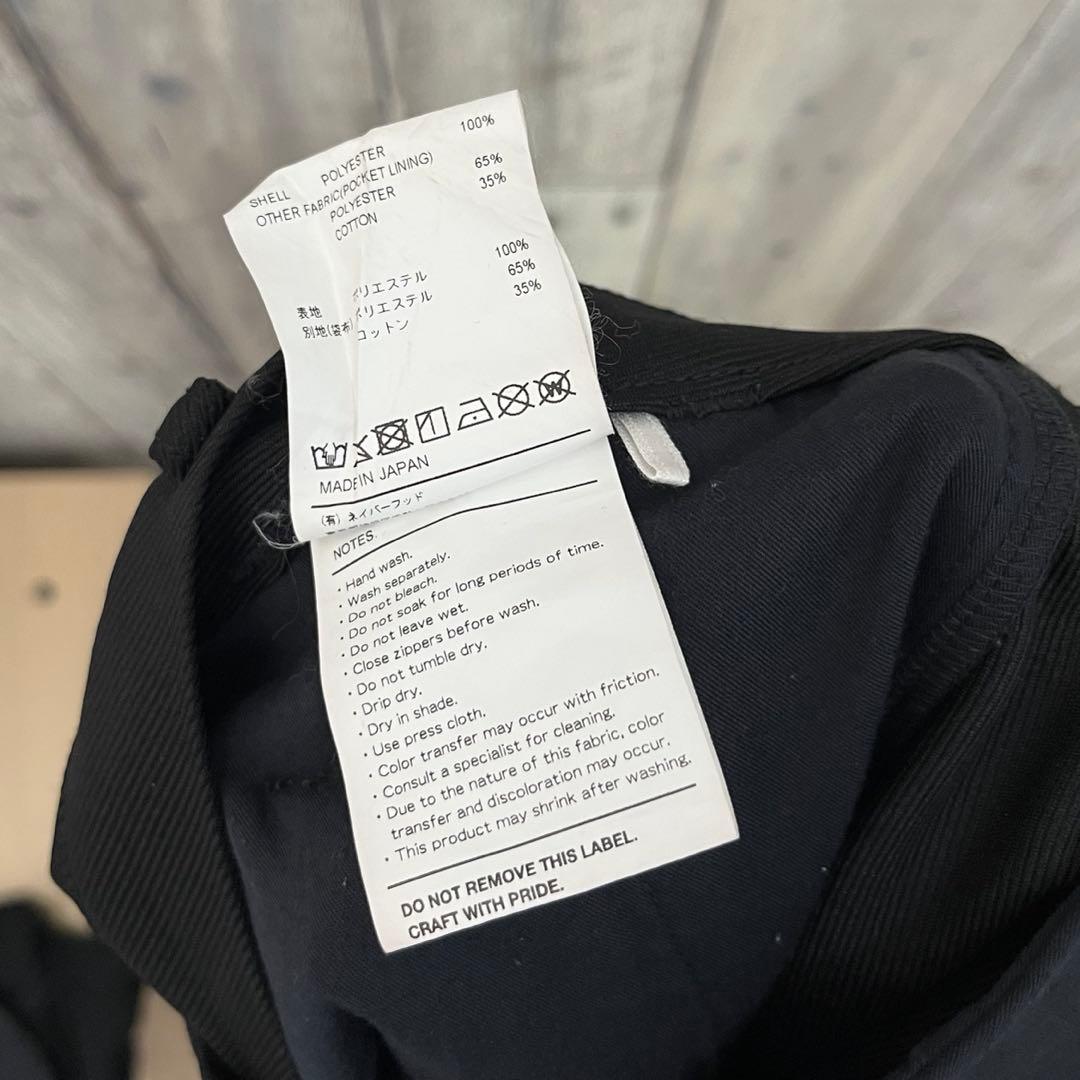 SHELL POLYESTER 100%
OTHER FABRIC(POCKET LINING)
POLYESTER 65%
COTTON 35%
表地 ポリエステル 100%
別地(袋布) ポリエステル 65%
コットン 35%
MADE IN JAPAN
(有) ネイバーフッド
NOTES.
・Hand wash.
・Wash separately.
・Do not bleach.
・Do not soak for long periods of time.
・Do not leave wet.
・Close zippers before wash.
・Do not tumble dry.
・Drip dry.
・Dry in shade.
・Use press cloth.
・Color transfer may occur with friction.
・Consult a specialist for cleaning.
・Due to the nature of this fabric, color
transfer and discoloration may occur.
・This product may shrink after washing.
DO NOT REMOVE THIS LABEL.
CRAFT WITH PRIDE.